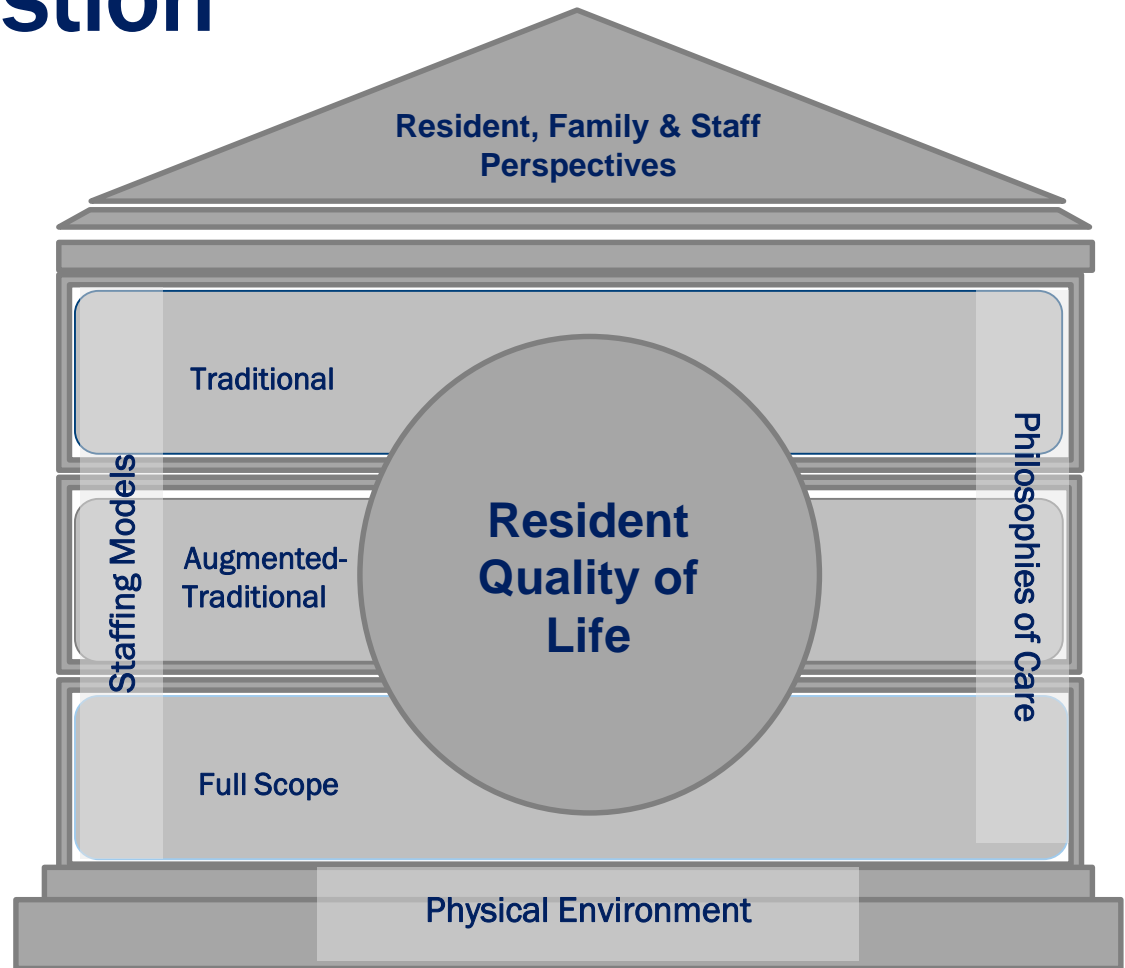 stion
Resident, Family & Staff
Perspectives
Traditional
Staffing Models
Augmented-
Traditional
Resident
Quality of
Life
Philosophies of Care
Full Scope
Physical Environment